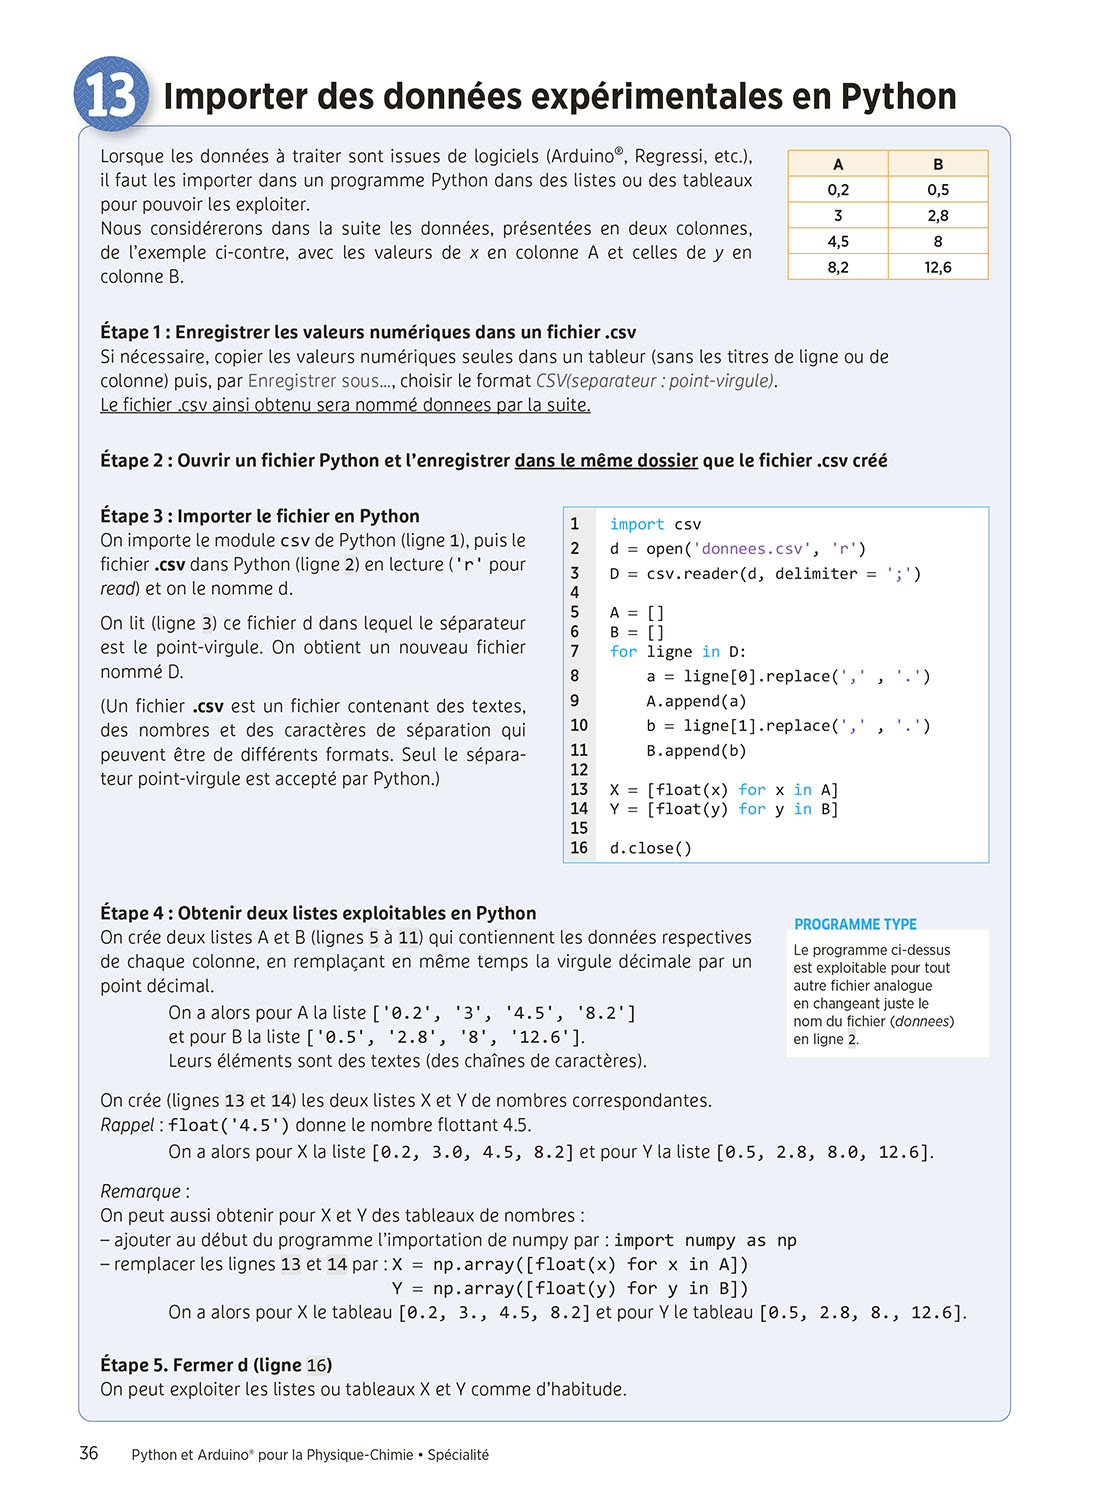 13 Importer des données expérimentales en Python
Lorsque les données à traiter sont issues de logiciels (Arduino®, Regressi, etc.),
il faut les importer dans un programme Python dans des listes ou des tableaux
pour pouvoir les exploiter.
Nous considérerons dans la suite les données, présentées en deux colonnes,
de l'exemple ci-contre, avec les valeurs de x en colonne A et celles de y en
colonne B.
A B
0,2 0,5
3 2,8
4,5 8
8,2 12,6
Étape 1 : Enregistrer les valeurs numériques dans un fichier .csv
Si nécessaire, copier les valeurs numériques seules dans un tableur (sans les titres de ligne ou de
colonne) puis, par Enregistrer sous…, choisir le format CSV(separateur : point-virgule).
Le fichier .csv ainsi obtenu sera nommé donnees par la suite.
Étape 2 : Ouvrir un fichier Python et l'enregistrer dans le même dossier que le fichier .csv créé
Étape 3 : Importer le fichier en Python
On importe le module csv de Python (ligne 1), puis le
fichier .csv dans Python (ligne 2) en lecture ('r' pour
read) et on le nomme d.
On lit (ligne 3) ce fichier d dans lequel le séparateur
est le point-virgule. On obtient un nouveau fichier
nommé D.
(Un fichier .csv est un fichier contenant des textes,
des nombres et des caractères de séparation qui
peuvent être de différents formats. Seul le sépara-
teur point-virgule est accepté par Python.)
1 import csv
2 d = open('donnees.csv', 'r')
3 D = csv.reader(d, delimiter = ';')
4
5 A = []
6 B = []
7 for ligne in D:
8 a = ligne[0].replace(',' , '.')
9 A.append(a)
10 b = ligne[1].replace(',' , '.')
11 B.append(b)
12
13 X = [float(x) for x in A]
14 Y = [float(y) for y in B]
15
16 d.close()
Étape 4 : Obtenir deux listes exploitables en Python
On crée deux listes A et B (lignes 5 à 11) qui contiennent les données respectives
de chaque colonne, en remplaçant en même temps la virgule décimale par un
point décimal.
On a alors pour A la liste ['0.2', '3', '4.5', '8.2']
et pour B la liste ['0.5', '2.8', '8', '12.6'].
Leurs éléments sont des textes (des chaînes de caractères).
PROGRAMME TYPE
Le programme ci-dessus
est exploitable pour tout
autre fichier analogue
en changeant juste le
nom du fichier (donnees)
en ligne 2.
On crée (lignes 13 et 14) les deux listes X et Y de nombres correspondantes.
Rappel : float('4.5') donne le nombre flottant 4.5.
On a alors pour X la liste [0.2, 3.0, 4.5, 8.2] et pour Y la liste [0.5, 2.8, 8.0, 12.6].
Remarque :
On peut aussi obtenir pour X et Y des tableaux de nombres :
– ajouter au début du programme l'importation de numpy par : import numpy as np
– remplacer les lignes 13 et 14 par : X = np.array([float(x) for x in A])
Y = np.array([float(y) for y in B])
On a alors pour X le tableau [0.2, 3., 4.5, 8.2] et pour Y le tableau [0.5, 2.8, 8., 12.6].
Étape 5. Fermer d (ligne 16)
On peut exploiter les listes ou tableaux X et Y comme d'habitude.
36 Python et Arduino® pour la Physique-Chimie • Spécialité